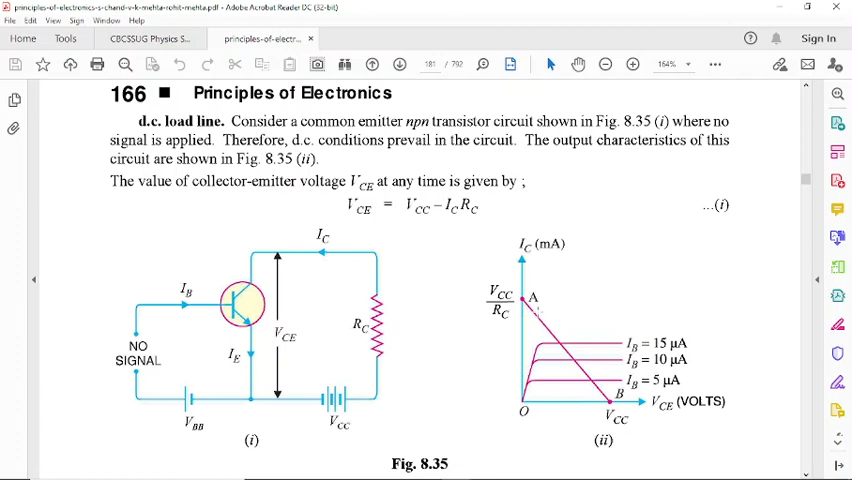 principles-of-electronics-s-chand-v-k-mehta-rohit-mehta.pdf - Adobe Acrobat Reader DC (32-bit)
File Edit View Sign Window Help
Home Tools CBCSSUG Physics S... principles-of-electr... × Sign In
181 / 792 164%
166 ■ Principles of Electronics
d.c. load line. Consider a common emitter npn transistor circuit shown in Fig. 8.35 (i) where no
signal is applied. Therefore, d.c. conditions prevail in the circuit. The output characteristics of this
circuit are shown in Fig. 8.35 (ii).
The value of collector-emitter voltage VCE at any time is given by ;
VCE = VCC – IC RC ...(i)
IC
IB
NO
SIGNAL
IE
VCE
RC
VBB
VCC
(i)
IC (mA)
VCC
RC
A
IB = 15 µA
IB = 10 µA
IB = 5 µA
B
O
VCC
VCE (VOLTS)
(ii)
Fig. 8.35